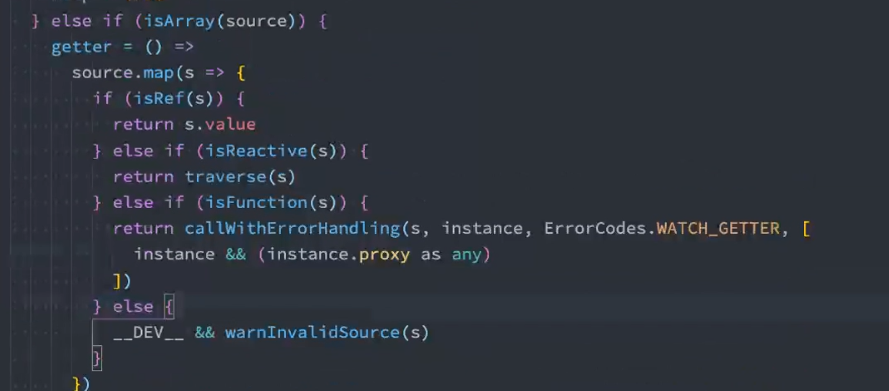 } else if (isArray(source)) {
getter = () =>
source.map(s => {
if (isRef(s)) {
return s.value
} else if (isReactive(s)) {
return traverse(s)
} else if (isFunction(s)) {
return callWithErrorHandling(s, instance, ErrorCodes.WATCH_GETTER, [
instance && (instance.proxy as any)
])
} else {
__DEV__ && warnInvalidSource(s)
}
})